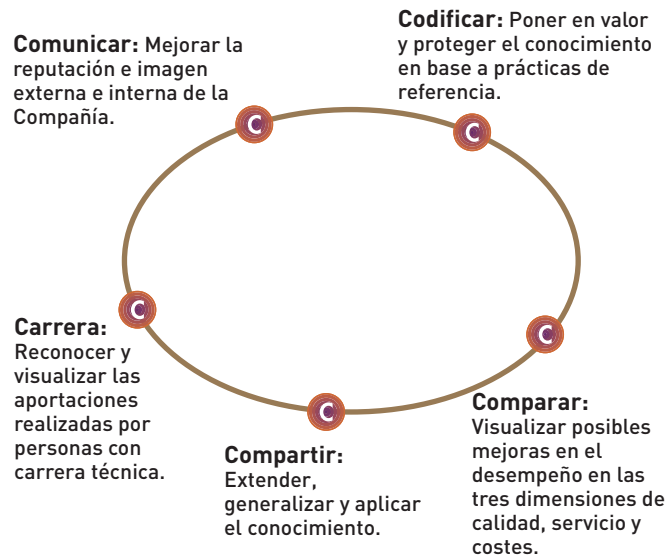 Comunicar: Mejorar la
reputación e imagen
externa e interna de la
Compañía.
Codificar: Poner en valor
y proteger el conocimiento
en base a prácticas de
referencia.
C
C
C
C
C
Carrera:
Reconocer y
visualizar las
aportaciones
realizadas por
personas con
carrera técnica.
Compartir:
Extender,
generalizar y aplicar
el conocimiento.
Comparar:
Visualizar posibles
mejoras en el
desempeño en las
tres dimensiones de
calidad, servicio y
costes.